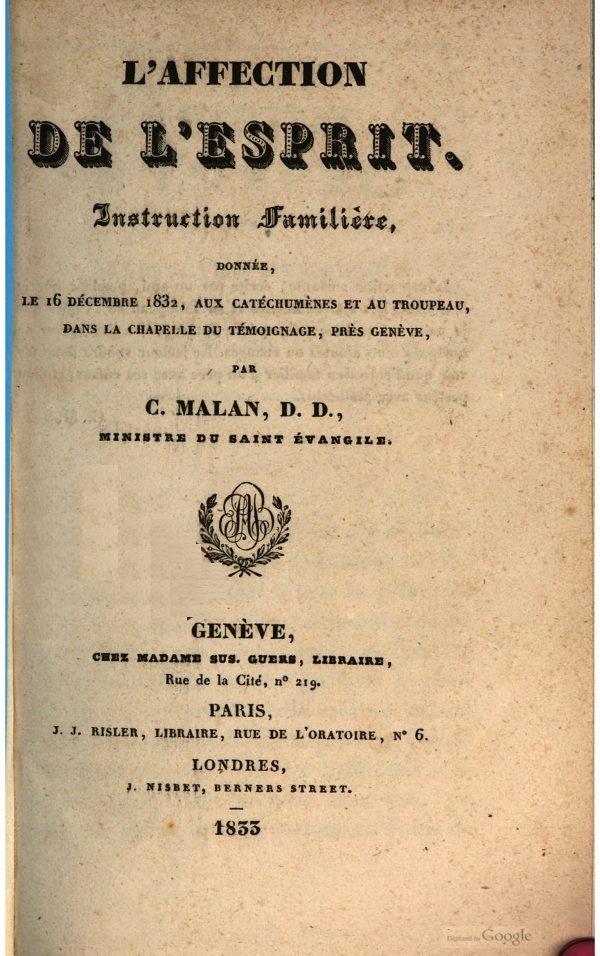 L'AFFECTION
DE L'ESPRIT.
Instruction Familière,
DONNÉE,
LE 16 DÉCEMBRE 1832, AUX CATÉCHUMÈNES ET AU TROUPEAU,
DANS LA CHAPELLE DU TÉMOIGNAGE, PRÈS GENÈVE,
PAR
C. MALAN, D. D.,
MINISTRE DU SAINT ÉVANGILE.
GENÈVE,
CHEZ MADAME SUS. GUERS, LIBRAIRE,
Rue de la Cité, nº 219.
PARIS,
J. J. RISLER, LIBRAIRE, RUE DE L'ORATOIRE, Nº 6.
LONDRES,
J. NISBET, BERNERS STREET.
1833
Digitized by Google